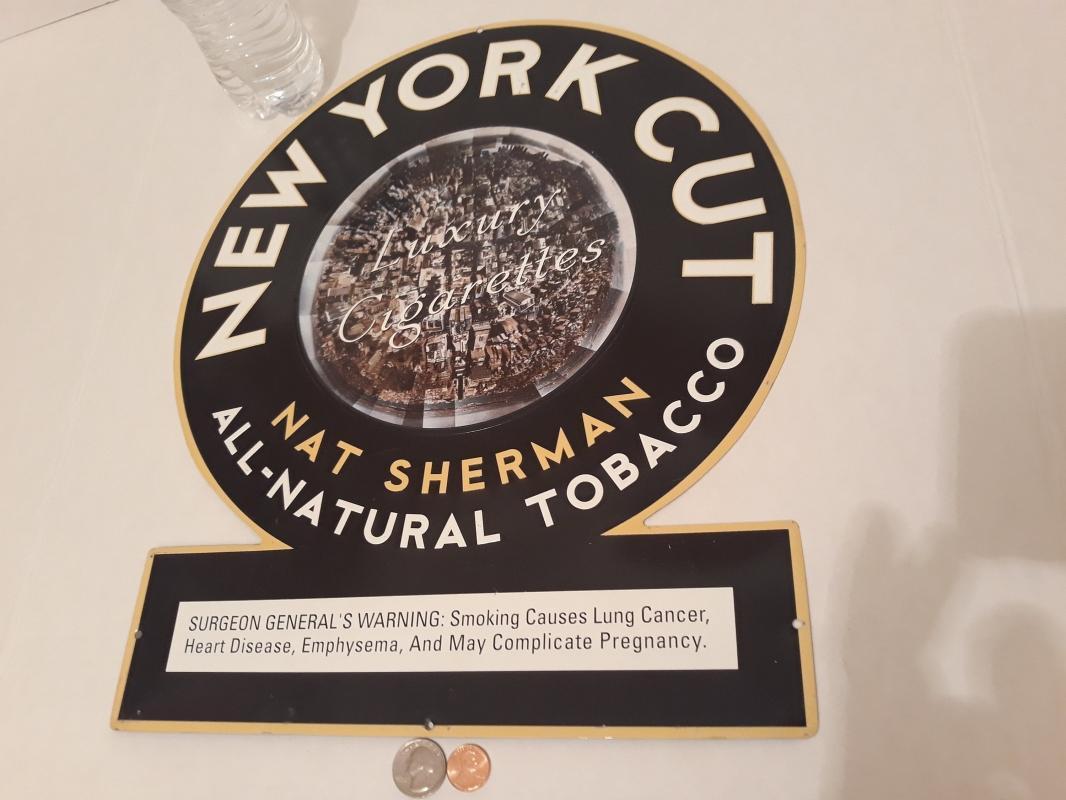 NEW YORK CUT
Luxury
Cigarettes
NAT SHERMAN
ALL-NATURAL TOBACCO
SURGEON GENERAL'S WARNING: Smoking Causes Lung Cancer,
Heart Disease, Emphysema, And May Complicate Pregnancy.